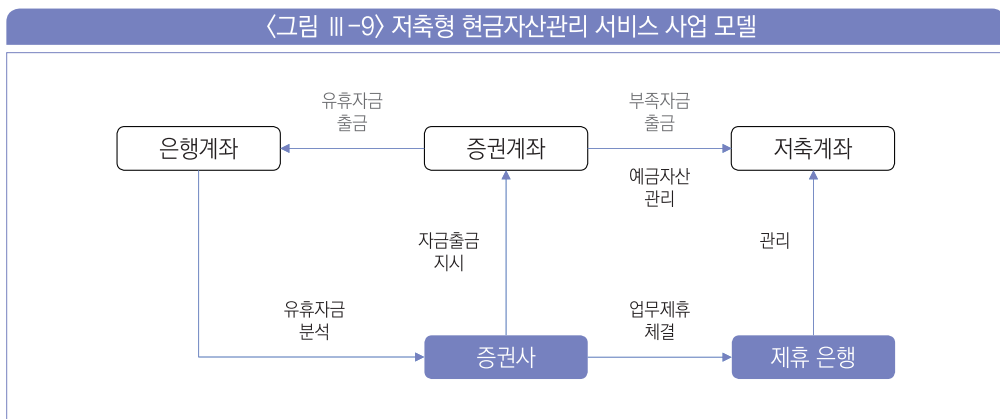 〈그림 Ⅲ-9〉 저축형 현금자산관리 서비스 사업 모델
유휴자금
출금
부족자금
출금
은행계좌
증권계좌
저축계좌
예금자산
관리
자금출금
지시
관리
유휴자금
분석
업무제휴
체결
증권사
제휴 은행